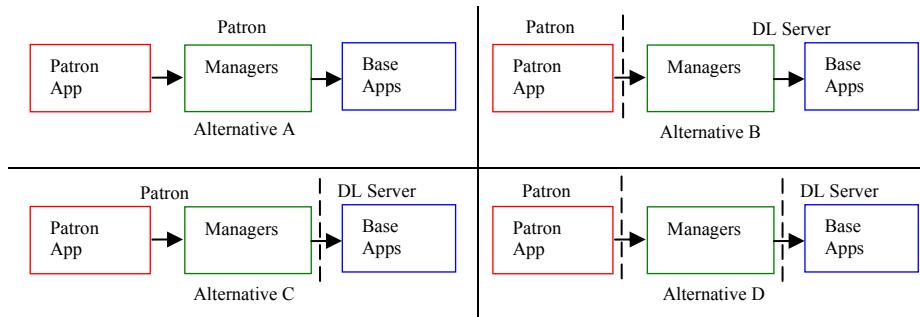 Patron
Patron
App
Managers
Base
Apps
Alternative A
Patron
DL Server
Patron
App
Managers
Base
Apps
Alternative B
Patron
DL Server
Patron
App
Managers
Base
Apps
Alternative C
Patron
DL Server
Patron
App
Managers
Base
Apps
Alternative D